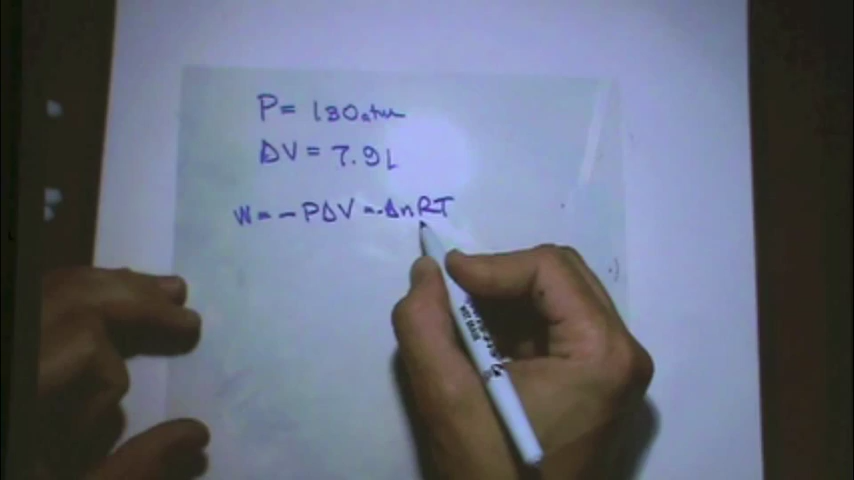 P = 130 atm
ΔV = 7.9 L
W = - PΔV = - ΔnRT